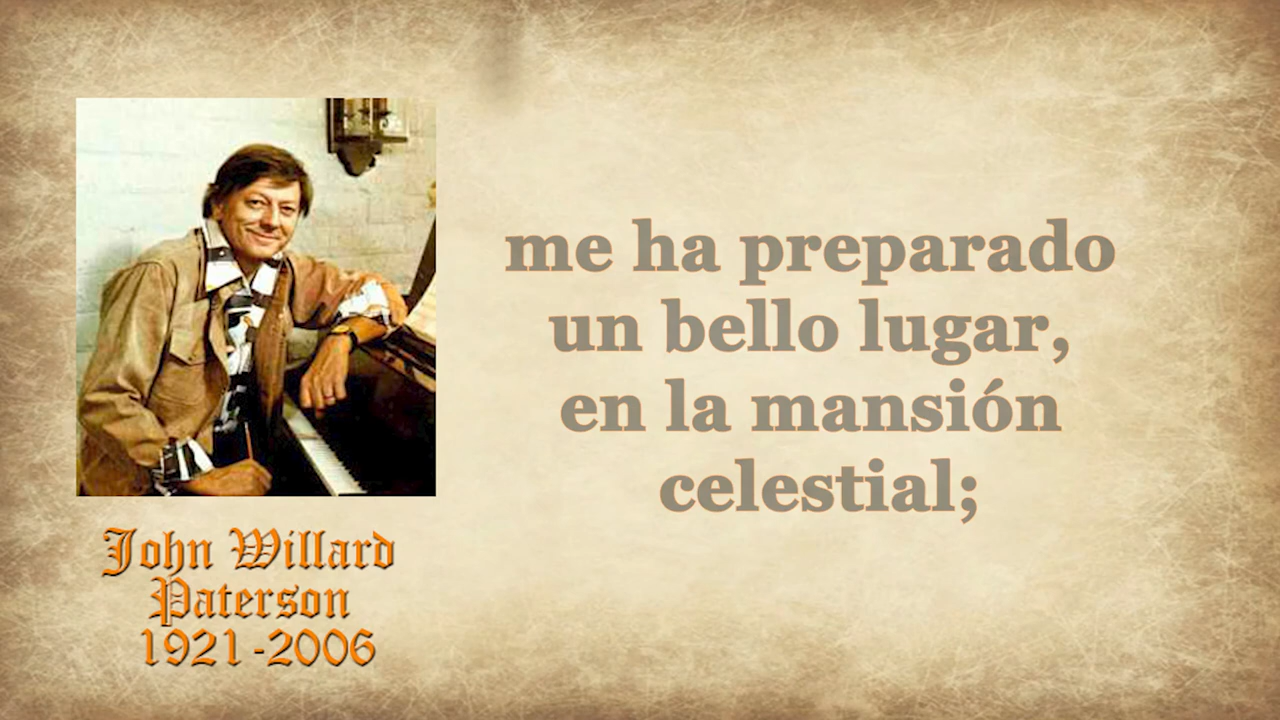 me ha preparado
un bello lugar,
en la mansión
celestial;
John Willard
Paterson
1921-2006